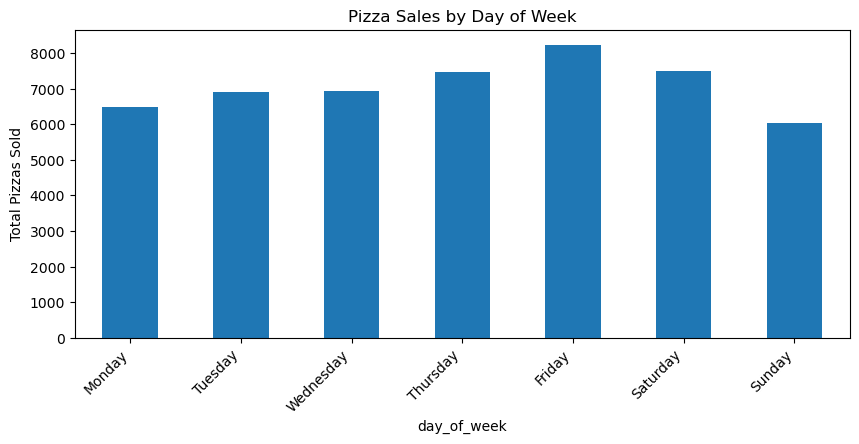 Pizza Sales by Day of Week
Total Pizzas Sold
8000
7000
6000
5000
4000
3000
2000
1000
0
Monday
Tuesday
Wednesday
Thursday
Friday
Saturday
Sunday
day_of_week